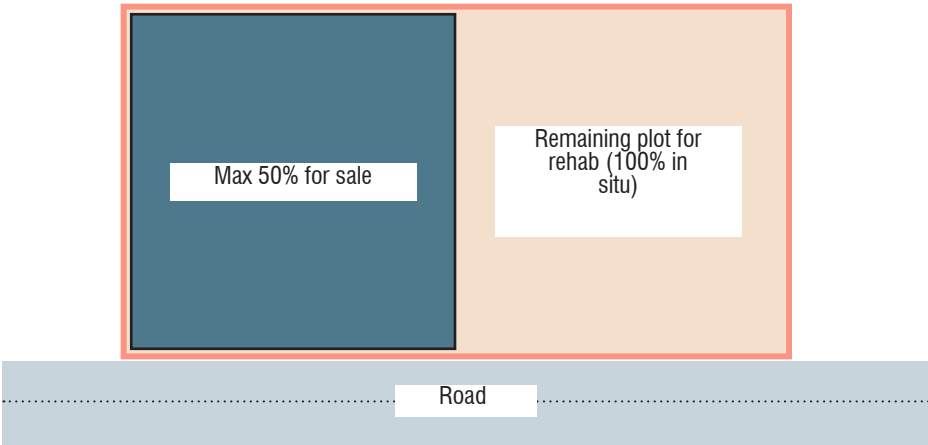 Max 50% for sale
Remaining plot for
rehab (100% in
situ)
Road